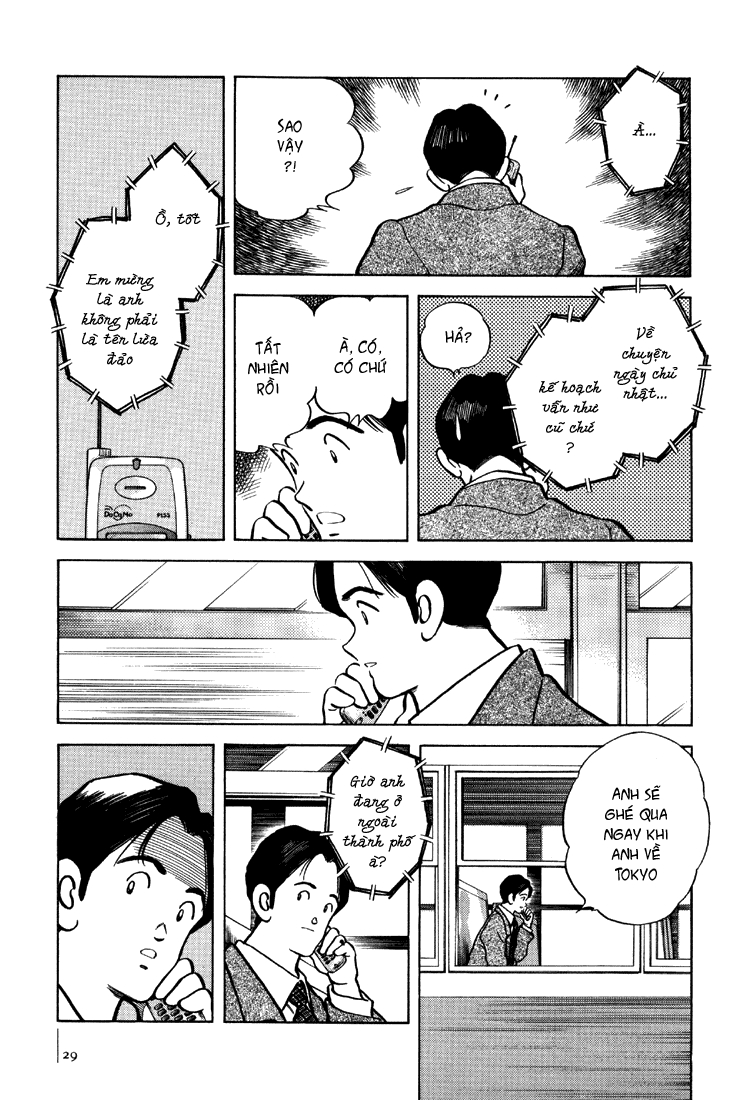 À...
SAO
VẬY
?!
Về
chuyện
ngày chủ
nhật...
kế hoạch
vẫn như
cũ chứ
?
HẢ?
À, CÓ,
CÓ CHỨ
TẤT
NHIÊN
RỒI
Ồ, tốt
Em mừng
là anh
không phải
là tên lừa
đảo
ANH SẼ
GHÉ QUA
NGAY KHI
ANH VỀ
TOKYO
Giờ anh
đang ở
ngoài
thành phố
à?
29